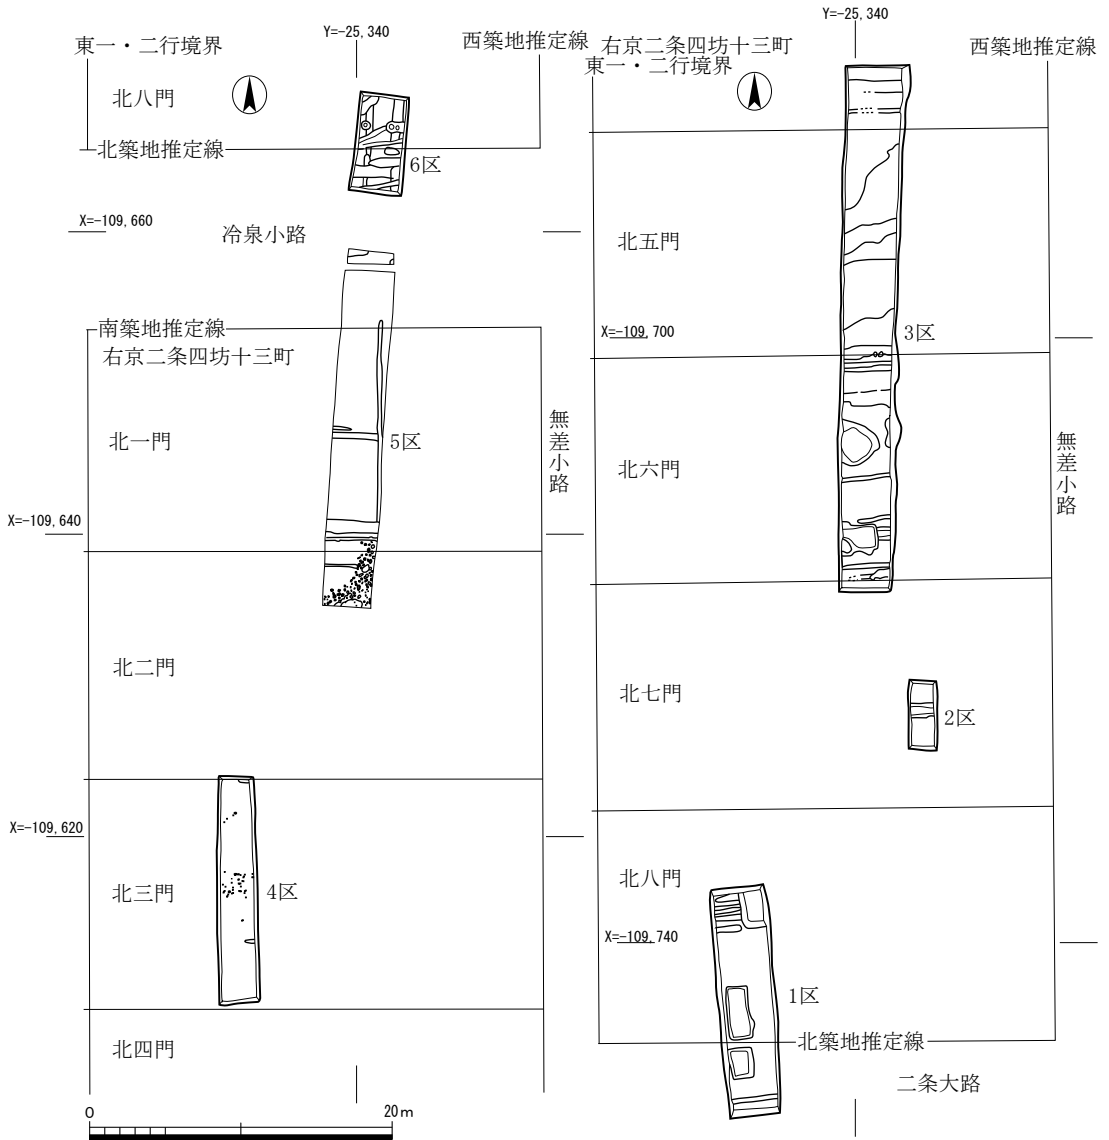 Y=-25,340
東一・二行境界
西築地推定線
北八門
北築地推定線
6区
X=-109,660
冷泉小路
南築地推定線
右京二条四坊十三町
北一門
5区
無差小路
X=-109,640
北二門
X=-109,620
北三門
4区
北四門
0
20m
Y=-25,340
右京二条四坊十三町
西築地推定線
東一・二行境界
北五門
X=-109,700
3区
北六門
無差小路
北七門
2区
北八門
X=-109,740
1区
北築地推定線
二条大路